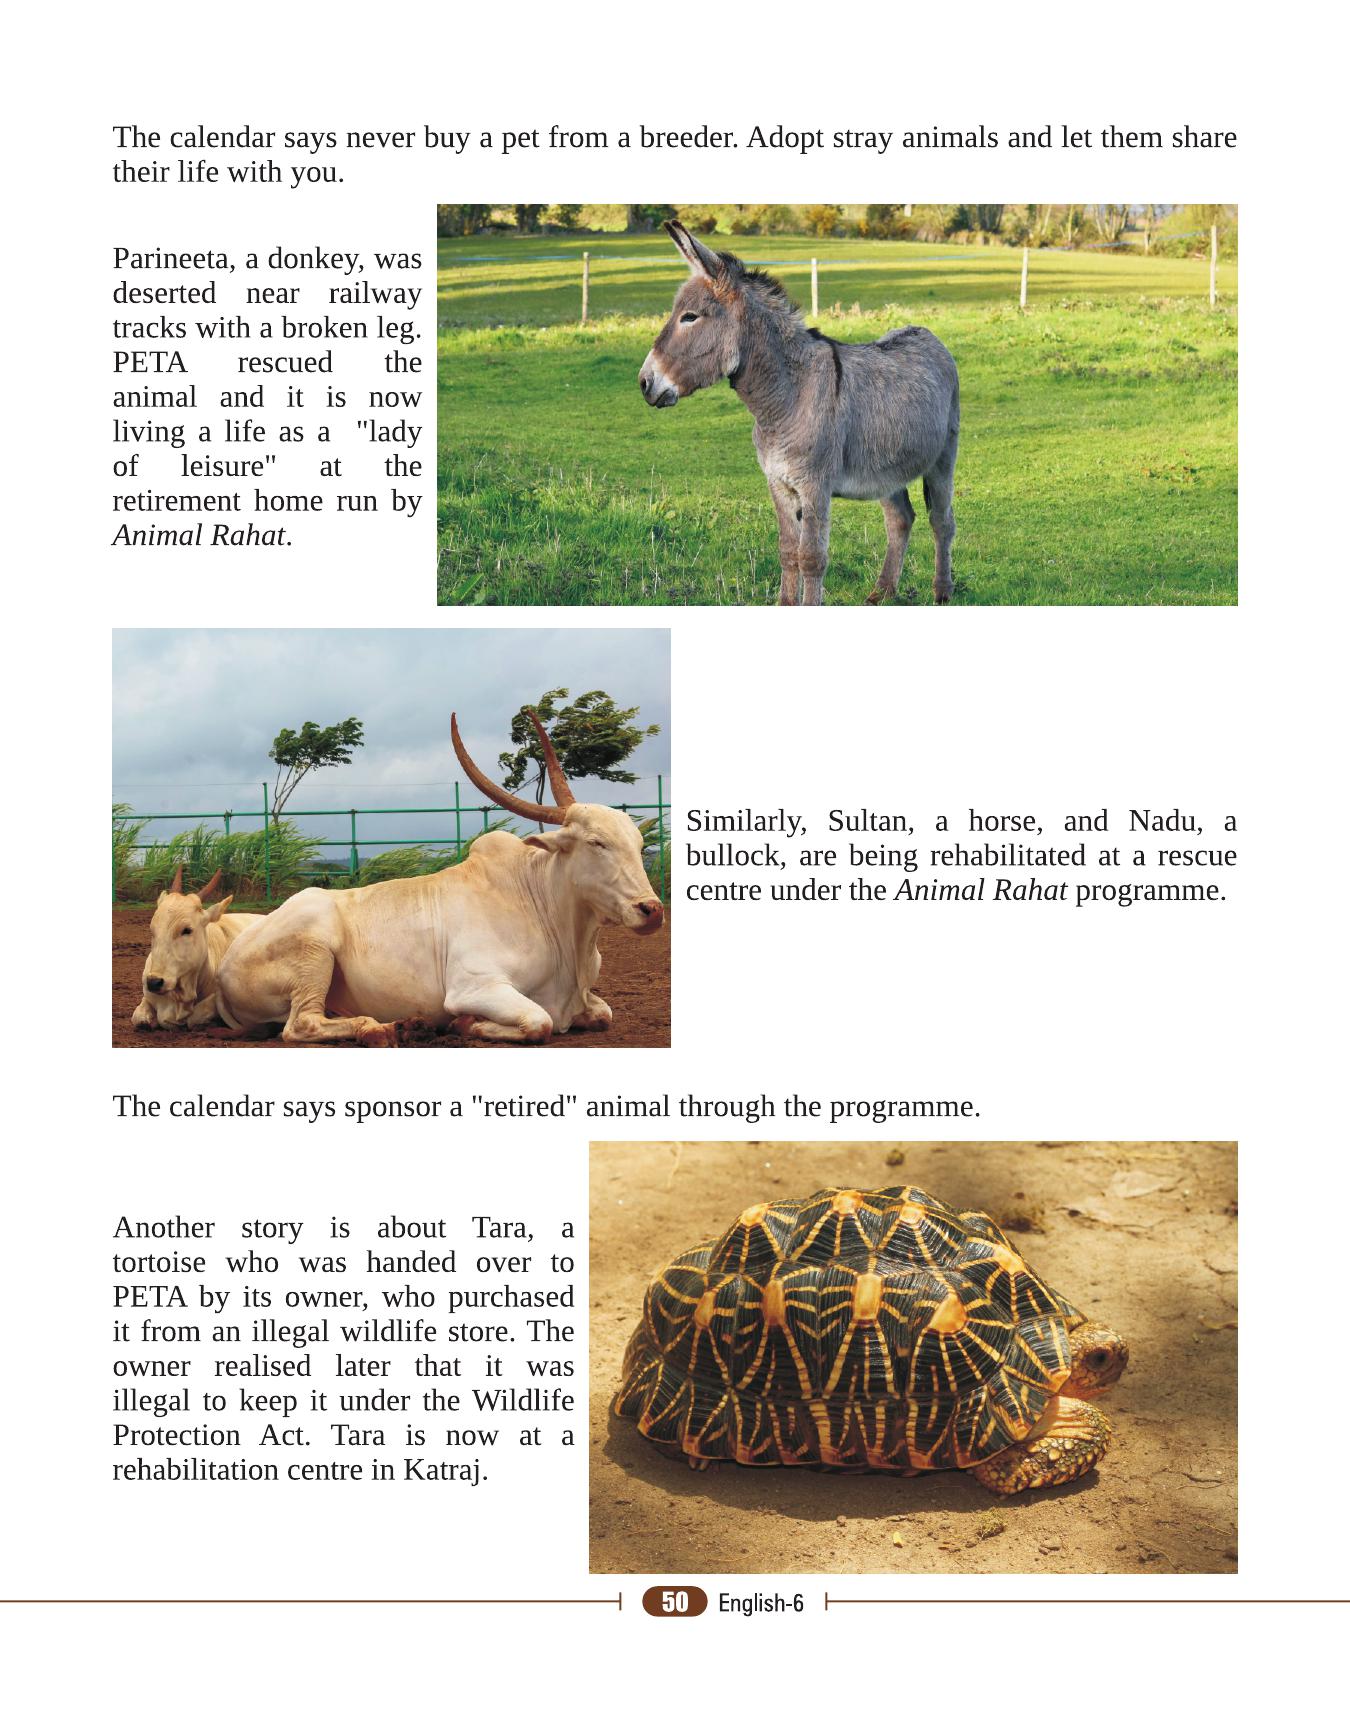 The calendar says never buy a pet from a breeder. Adopt stray animals and let them share
their life with you.
Parineeta, a donkey, was
deserted near railway
tracks with a broken leg.
PETA rescued the
animal and it is now
living a life as a "lady
of leisure" at the
retirement home run by
Animal Rahat.
Similarly, Sultan, a horse, and Nadu, a
bullock, are being rehabilitated at a rescue
centre under the Animal Rahat programme.
The calendar says sponsor a "retired" animal through the programme.
Another story is about Tara, a
tortoise who was handed over to
PETA by its owner, who purchased
it from an illegal wildlife store. The
owner realised later that it was
illegal to keep it under the Wildlife
Protection Act. Tara is now at a
rehabilitation centre in Katraj.
50 English-6